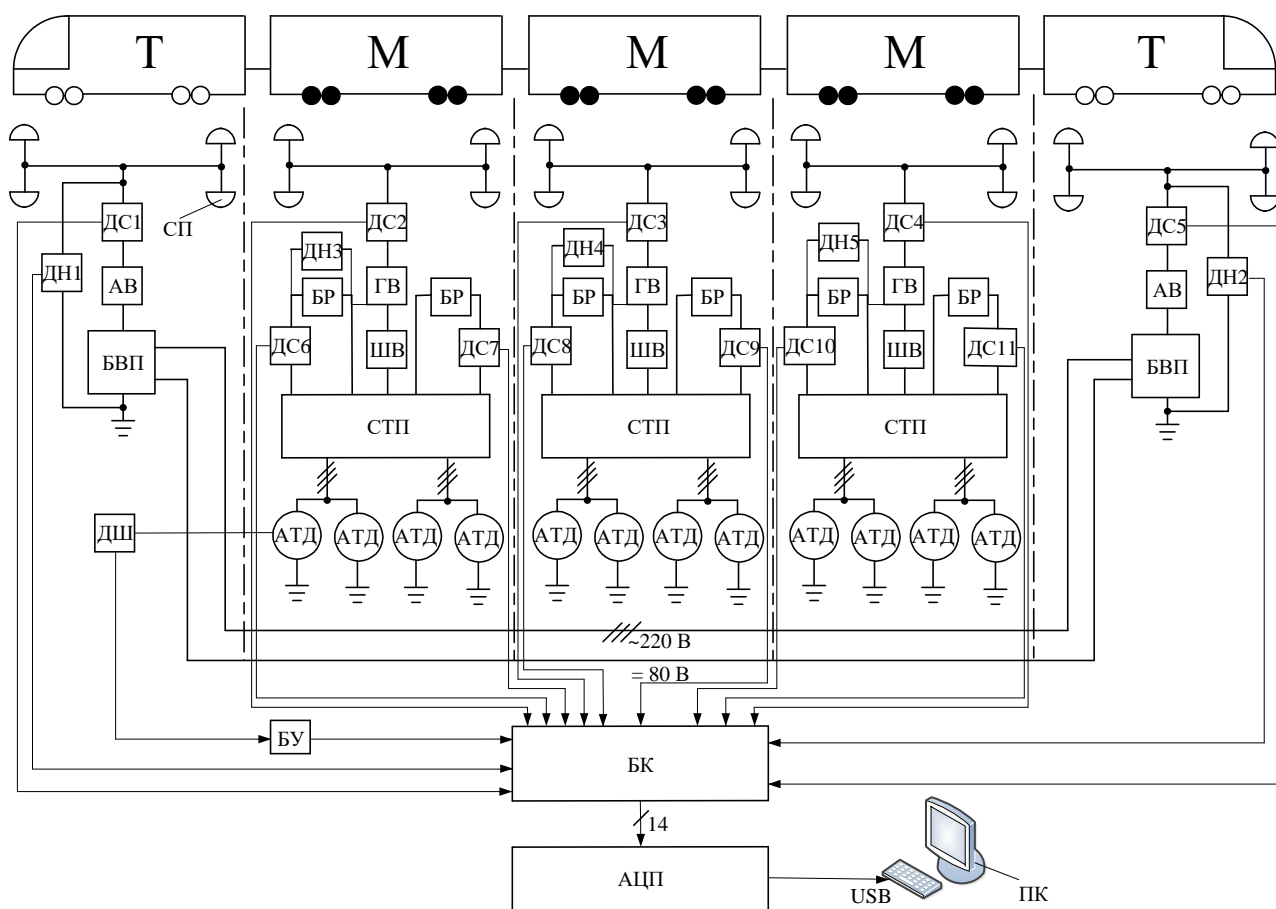 Т М М М Т
СП
ДС1 ДС2 ДС3 ДС4 ДС5
ДН1 ДН3 ДН4 ДН5 ДН2
АВ ГВ ГВ ГВ АВ
БР БР БР БР БР БР
ДС6 ШВ ДС7 ДС8 ШВ ДС9 ДС10 ШВ ДС11
БВП БВП
СТП СТП СТП
ДШ АТД АТД АТД АТД АТД АТД АТД АТД АТД АТД АТД АТД
~220 В
= 80 В
БУ
БК
14
АЦП
USB
ПК